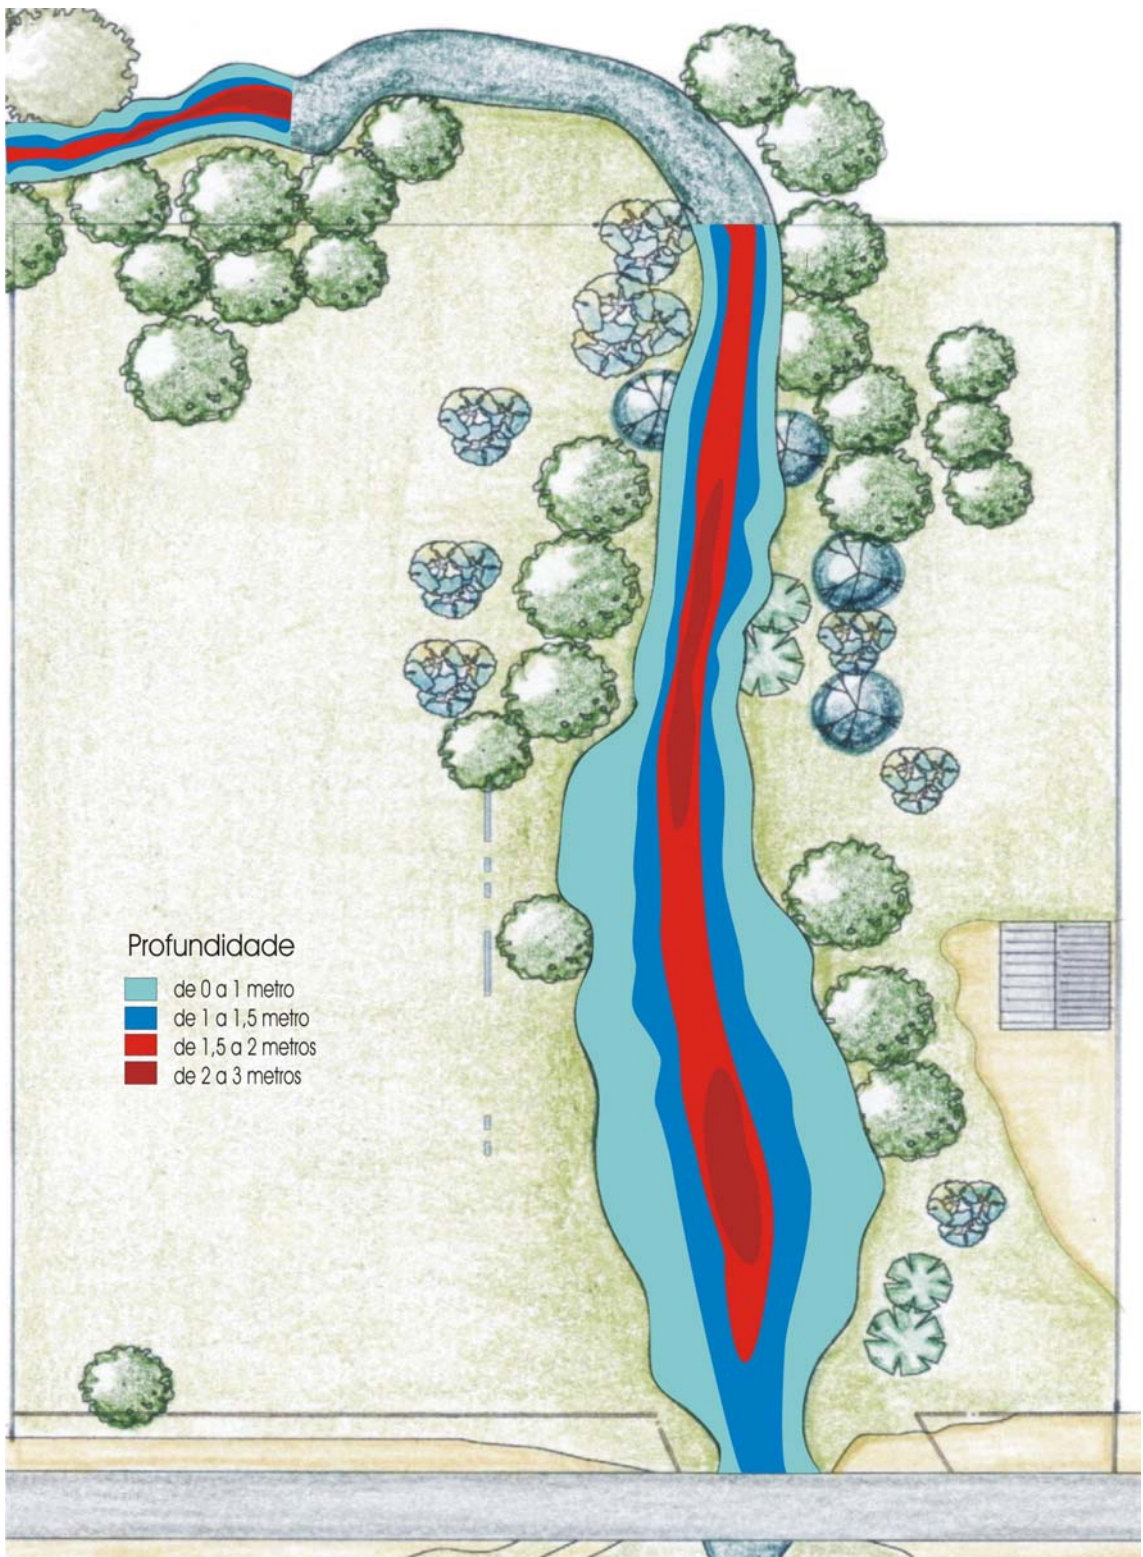 Profundidade
de 0 a 1 metro
de 1 a 1,5 metro
de 1,5 a 2 metros
de 2 a 3 metros